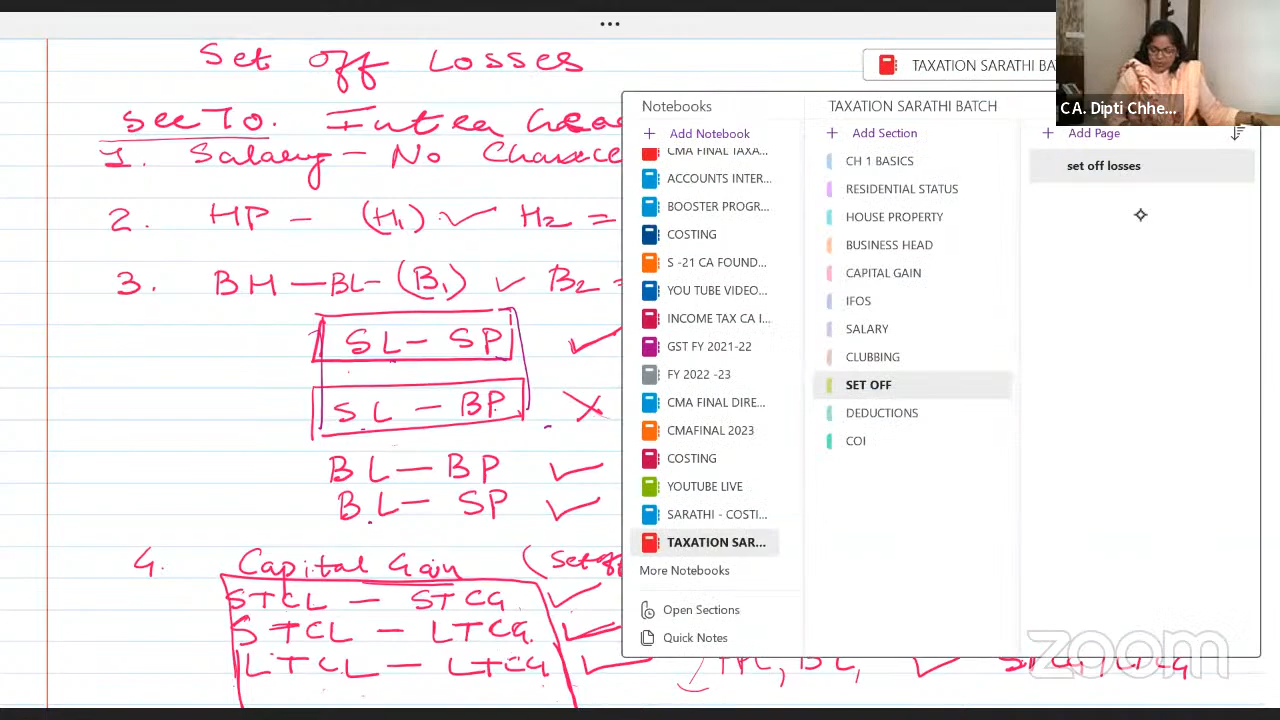 Set off Losses
Sec 70. Inter Hea
1. Salary – No Chance
2. HP – (H1) ✓ H2 =
3. BH – BL – (B1) ✓ B2 =
SL – SP ✓
SL – BP ✗
BL – BP ✓
BL – SP ✓
4. Capital Gain (Set off
STCL – STCG ✓
STCL – LTCG. ✓
LTCL – LTCG ✓
TAXATION SARATHI BA
C A. Dipti Chhe...
Notebooks
+ Add Notebook
CMA FINAL TAXA...
ACCOUNTS INTER...
BOOSTER PROGR...
COSTING
S -21 CA FOUND...
YOU TUBE VIDEO...
INCOME TAX CA I...
GST FY 2021-22
FY 2022 -23
CMA FINAL DIRE...
CMAFINAL 2023
COSTING
YOUTUBE LIVE
SARATHI - COSTI...
TAXATION SAR...
More Notebooks
Open Sections
Quick Notes
TAXATION SARATHI BATCH
+ Add Section
CH 1 BASICS
RESIDENTIAL STATUS
HOUSE PROPERTY
BUSINESS HEAD
CAPITAL GAIN
IFOS
SALARY
CLUBBING
SET OFF
DEDUCTIONS
COI
+ Add Page
set off losses
zoom